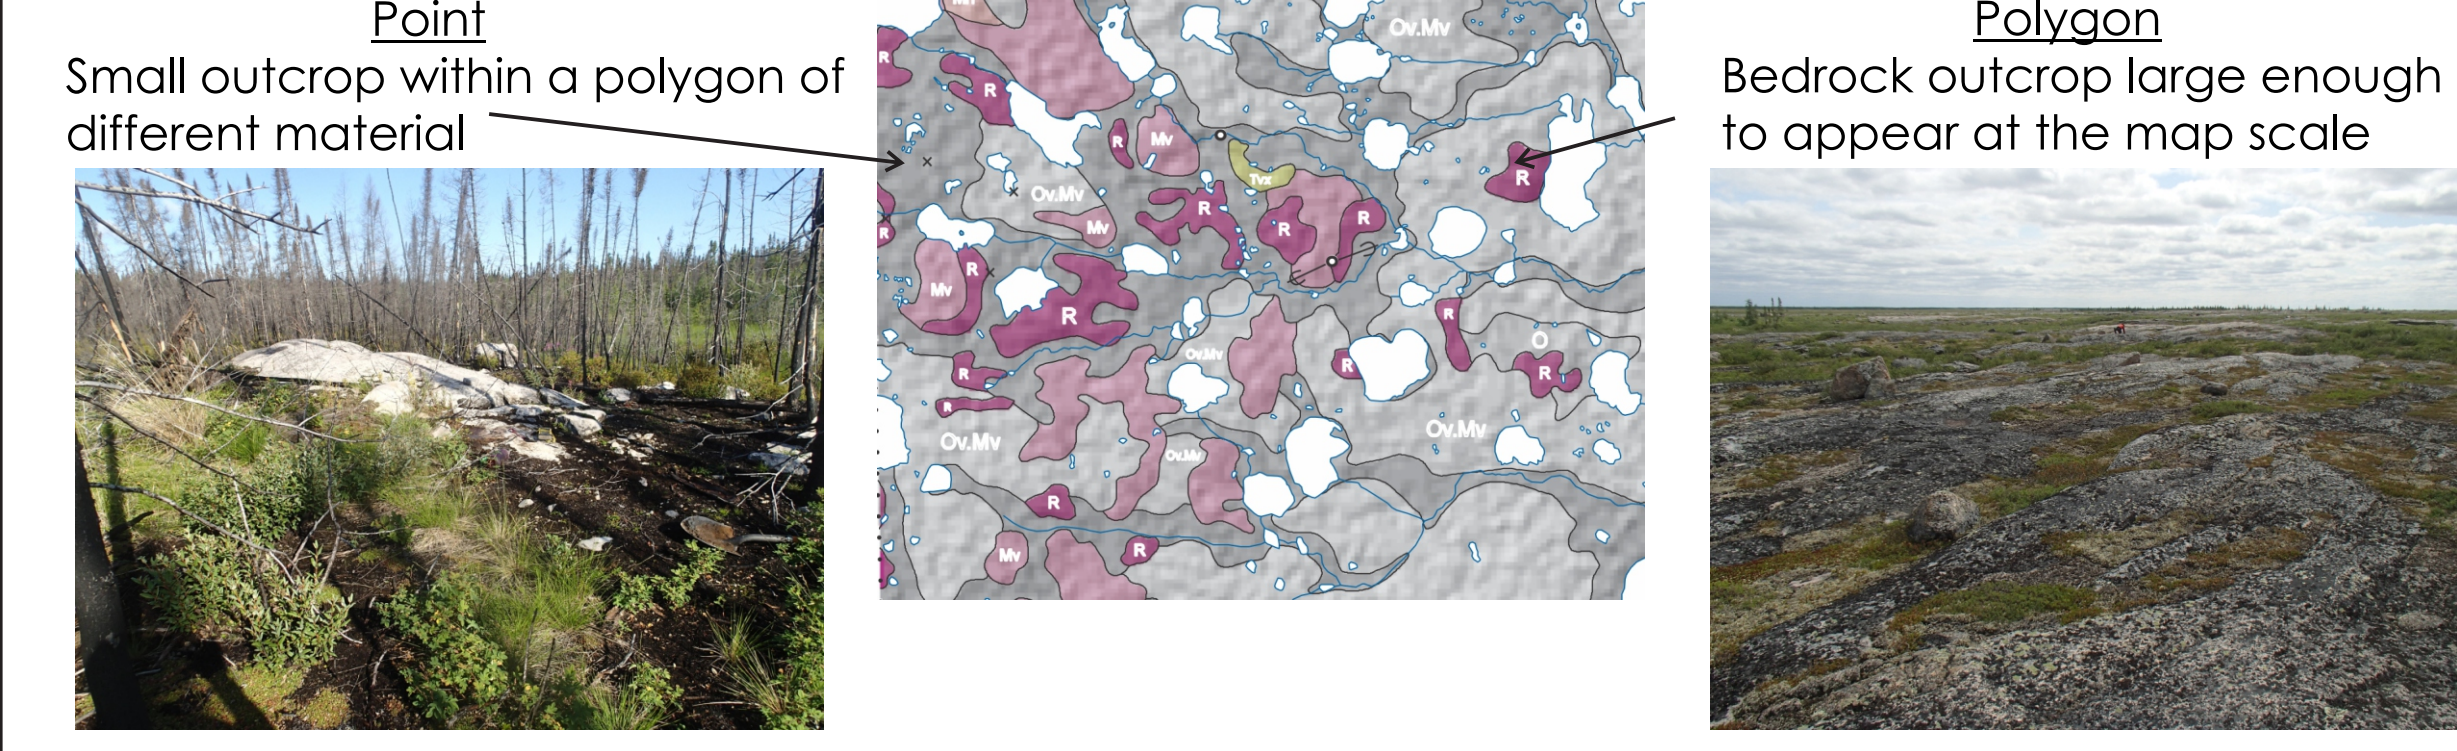 Point
Small outcrop within a polygon of
different material
Polygon
Bedrock outcrop large enough
to appear at the map scale
Mv
Ov.Mv
R
R
R
Mv
Tvx
R
Ov.Mv
Mv
R
R
R
R
R
Mv
R
R
Ov.Mv
R
O
R
R
R
Ov.Mv
Ov.Mv
Ov.Mv
R
Mv
R